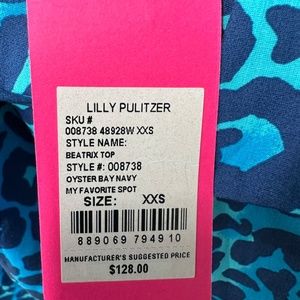 LILLY PULITZER
SKU #
008738 48928W XXS
STYLE NAME:
BEATRIX TOP
STYLE #: 008738
OYSTER BAY NAVY
MY FAVORITE SPOT
SIZE: XXS
889069 794910
MANUFACTURER'S SUGGESTED PRICE
$128.00